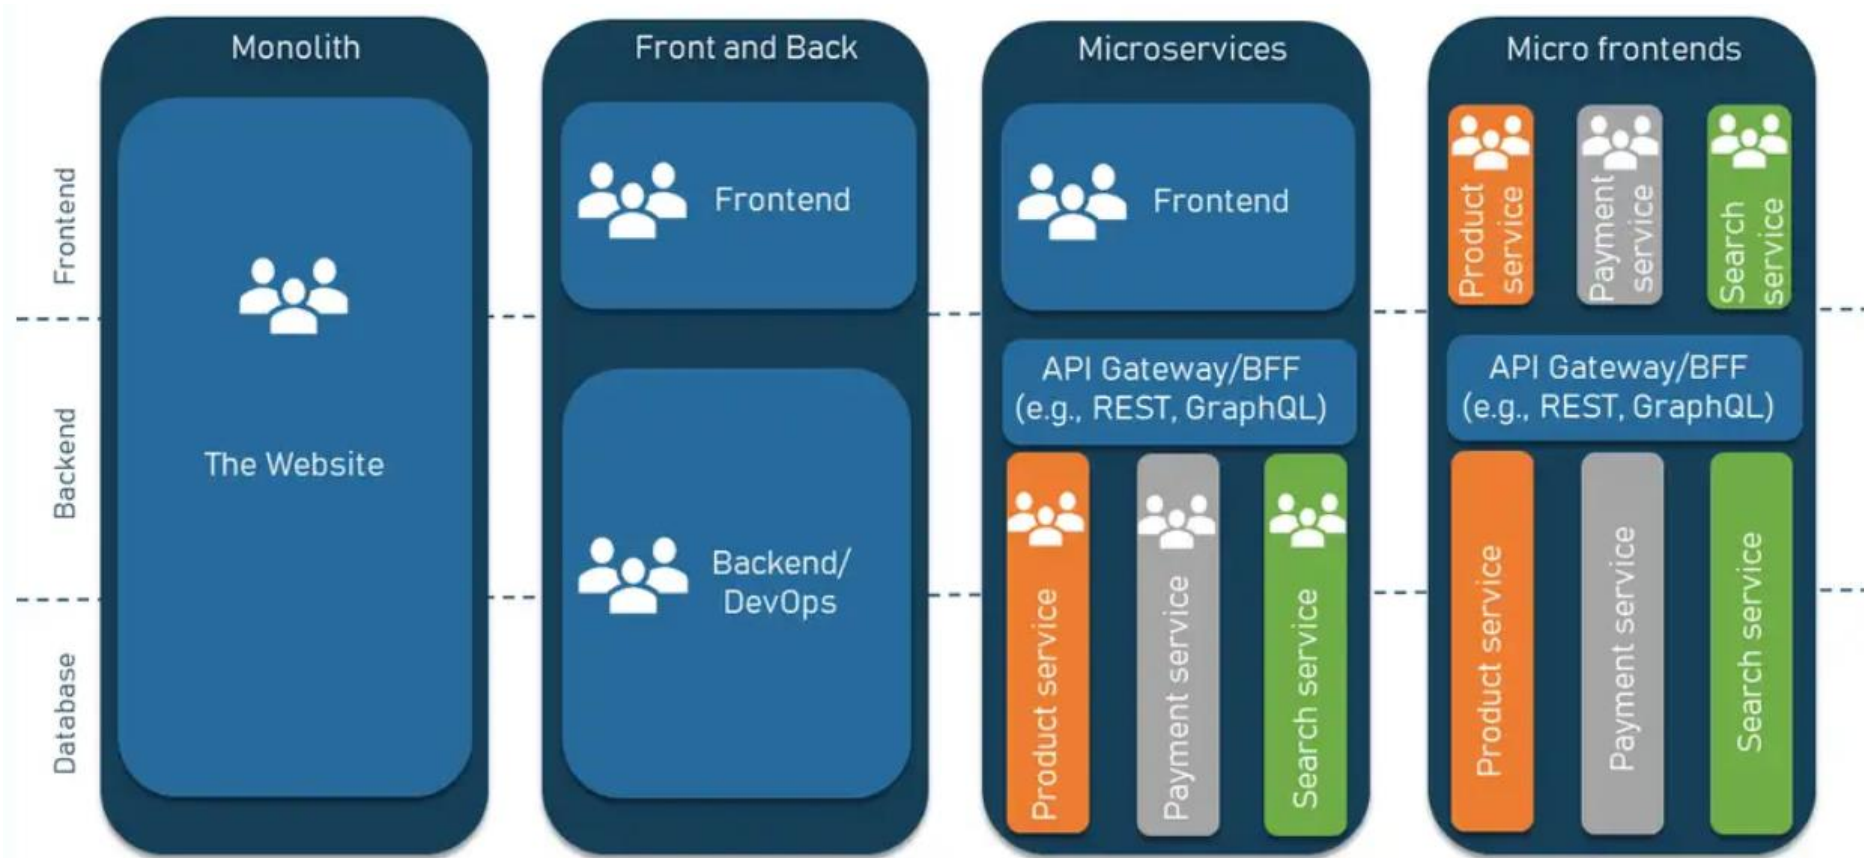 Monolith
Front and Back
Microservices
Micro frontends
Frontend
Backend
Database
The Website
Frontend
Backend/
DevOps
Frontend
API Gateway/BFF
(e.g., REST, GraphQL)
Product service
Payment service
Search service
Product
service
Payment
service
Search
service
API Gateway/BFF
(e.g., REST, GraphQL)
Product service
Payment service
Search service